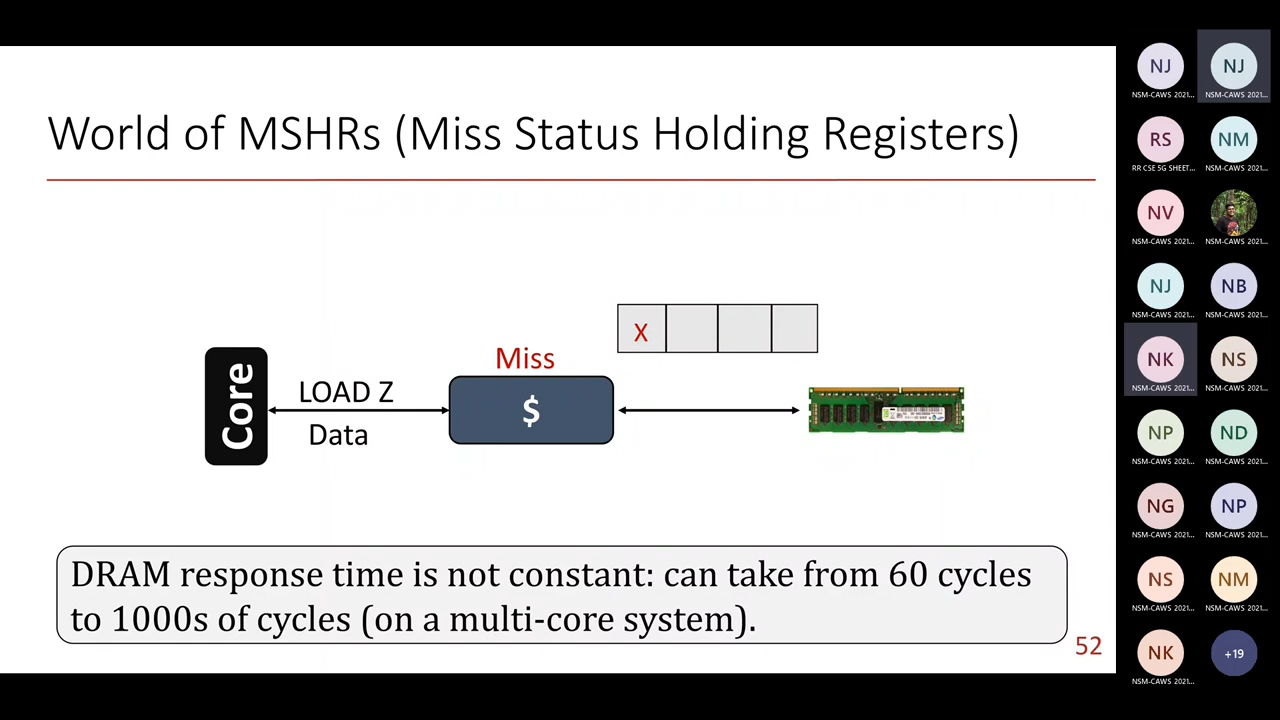 World of MSHRs (Miss Status Holding Registers)
X
Miss
Core
LOAD Z
$
Data
DRAM response time is not constant: can take from 60 cycles
to 1000s of cycles (on a multi-core system).
52
NJ NJ
NSM-CAWS 2021... NSM-CAWS 2021...
RS NM
RR CSE 5G SHEET... NSM-CAWS 2021...
NV
NSM-CAWS 2021... NSM-CAWS 2021...
NJ NB
NSM-CAWS 2021... NSM-CAWS 2021...
NK NS
NSM-CAWS 2021... NSM-CAWS 2021...
NP ND
NSM-CAWS 2021... NSM-CAWS 2021...
NG NP
NSM-CAWS 2021... NSM-CAWS 2021...
NS NM
NSM-CAWS 2021... NSM-CAWS 2021...
NK +19
NSM-CAWS 2021...